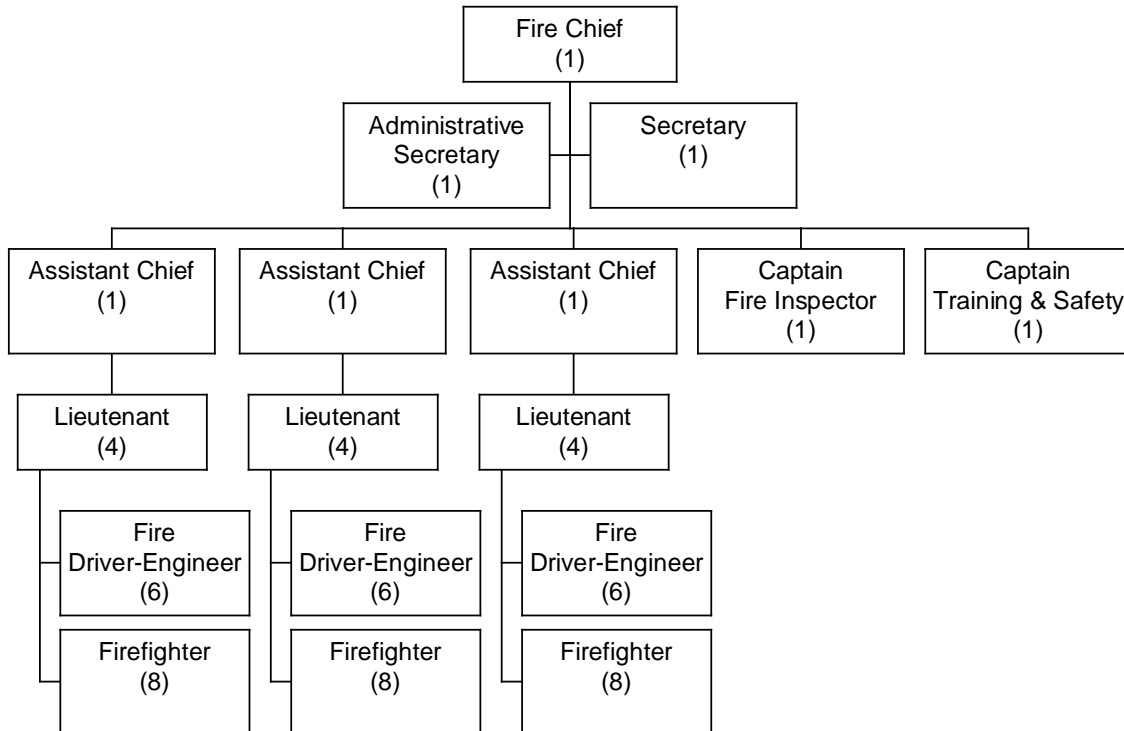 Fire Chief
(1)
Administrative
Secretary
(1)
Secretary
(1)
Assistant Chief
(1)
Assistant Chief
(1)
Assistant Chief
(1)
Captain
Fire Inspector
(1)
Captain
Training & Safety
(1)
Lieutenant
(4)
Lieutenant
(4)
Lieutenant
(4)
Fire
Driver-Engineer
(6)
Fire
Driver-Engineer
(6)
Fire
Driver-Engineer
(6)
Firefighter
(8)
Firefighter
(8)
Firefighter
(8)